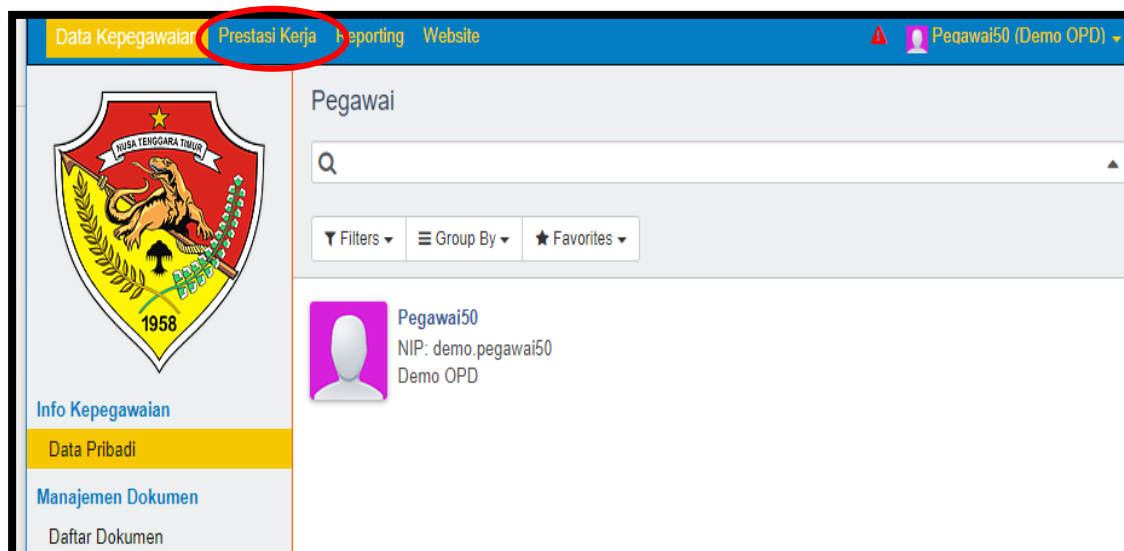 Data Kepegawaian Prestasi Kerja Reporting Website Pegawai50 (Demo OPD)
NUSA TENGGARA TIMUR
1958
Pegawai
Filters Group By Favorites
Pegawai50
NIP: demo.pegawai50
Demo OPD
Info Kepegawaian
Data Pribadi
Manajemen Dokumen
Daftar Dokumen